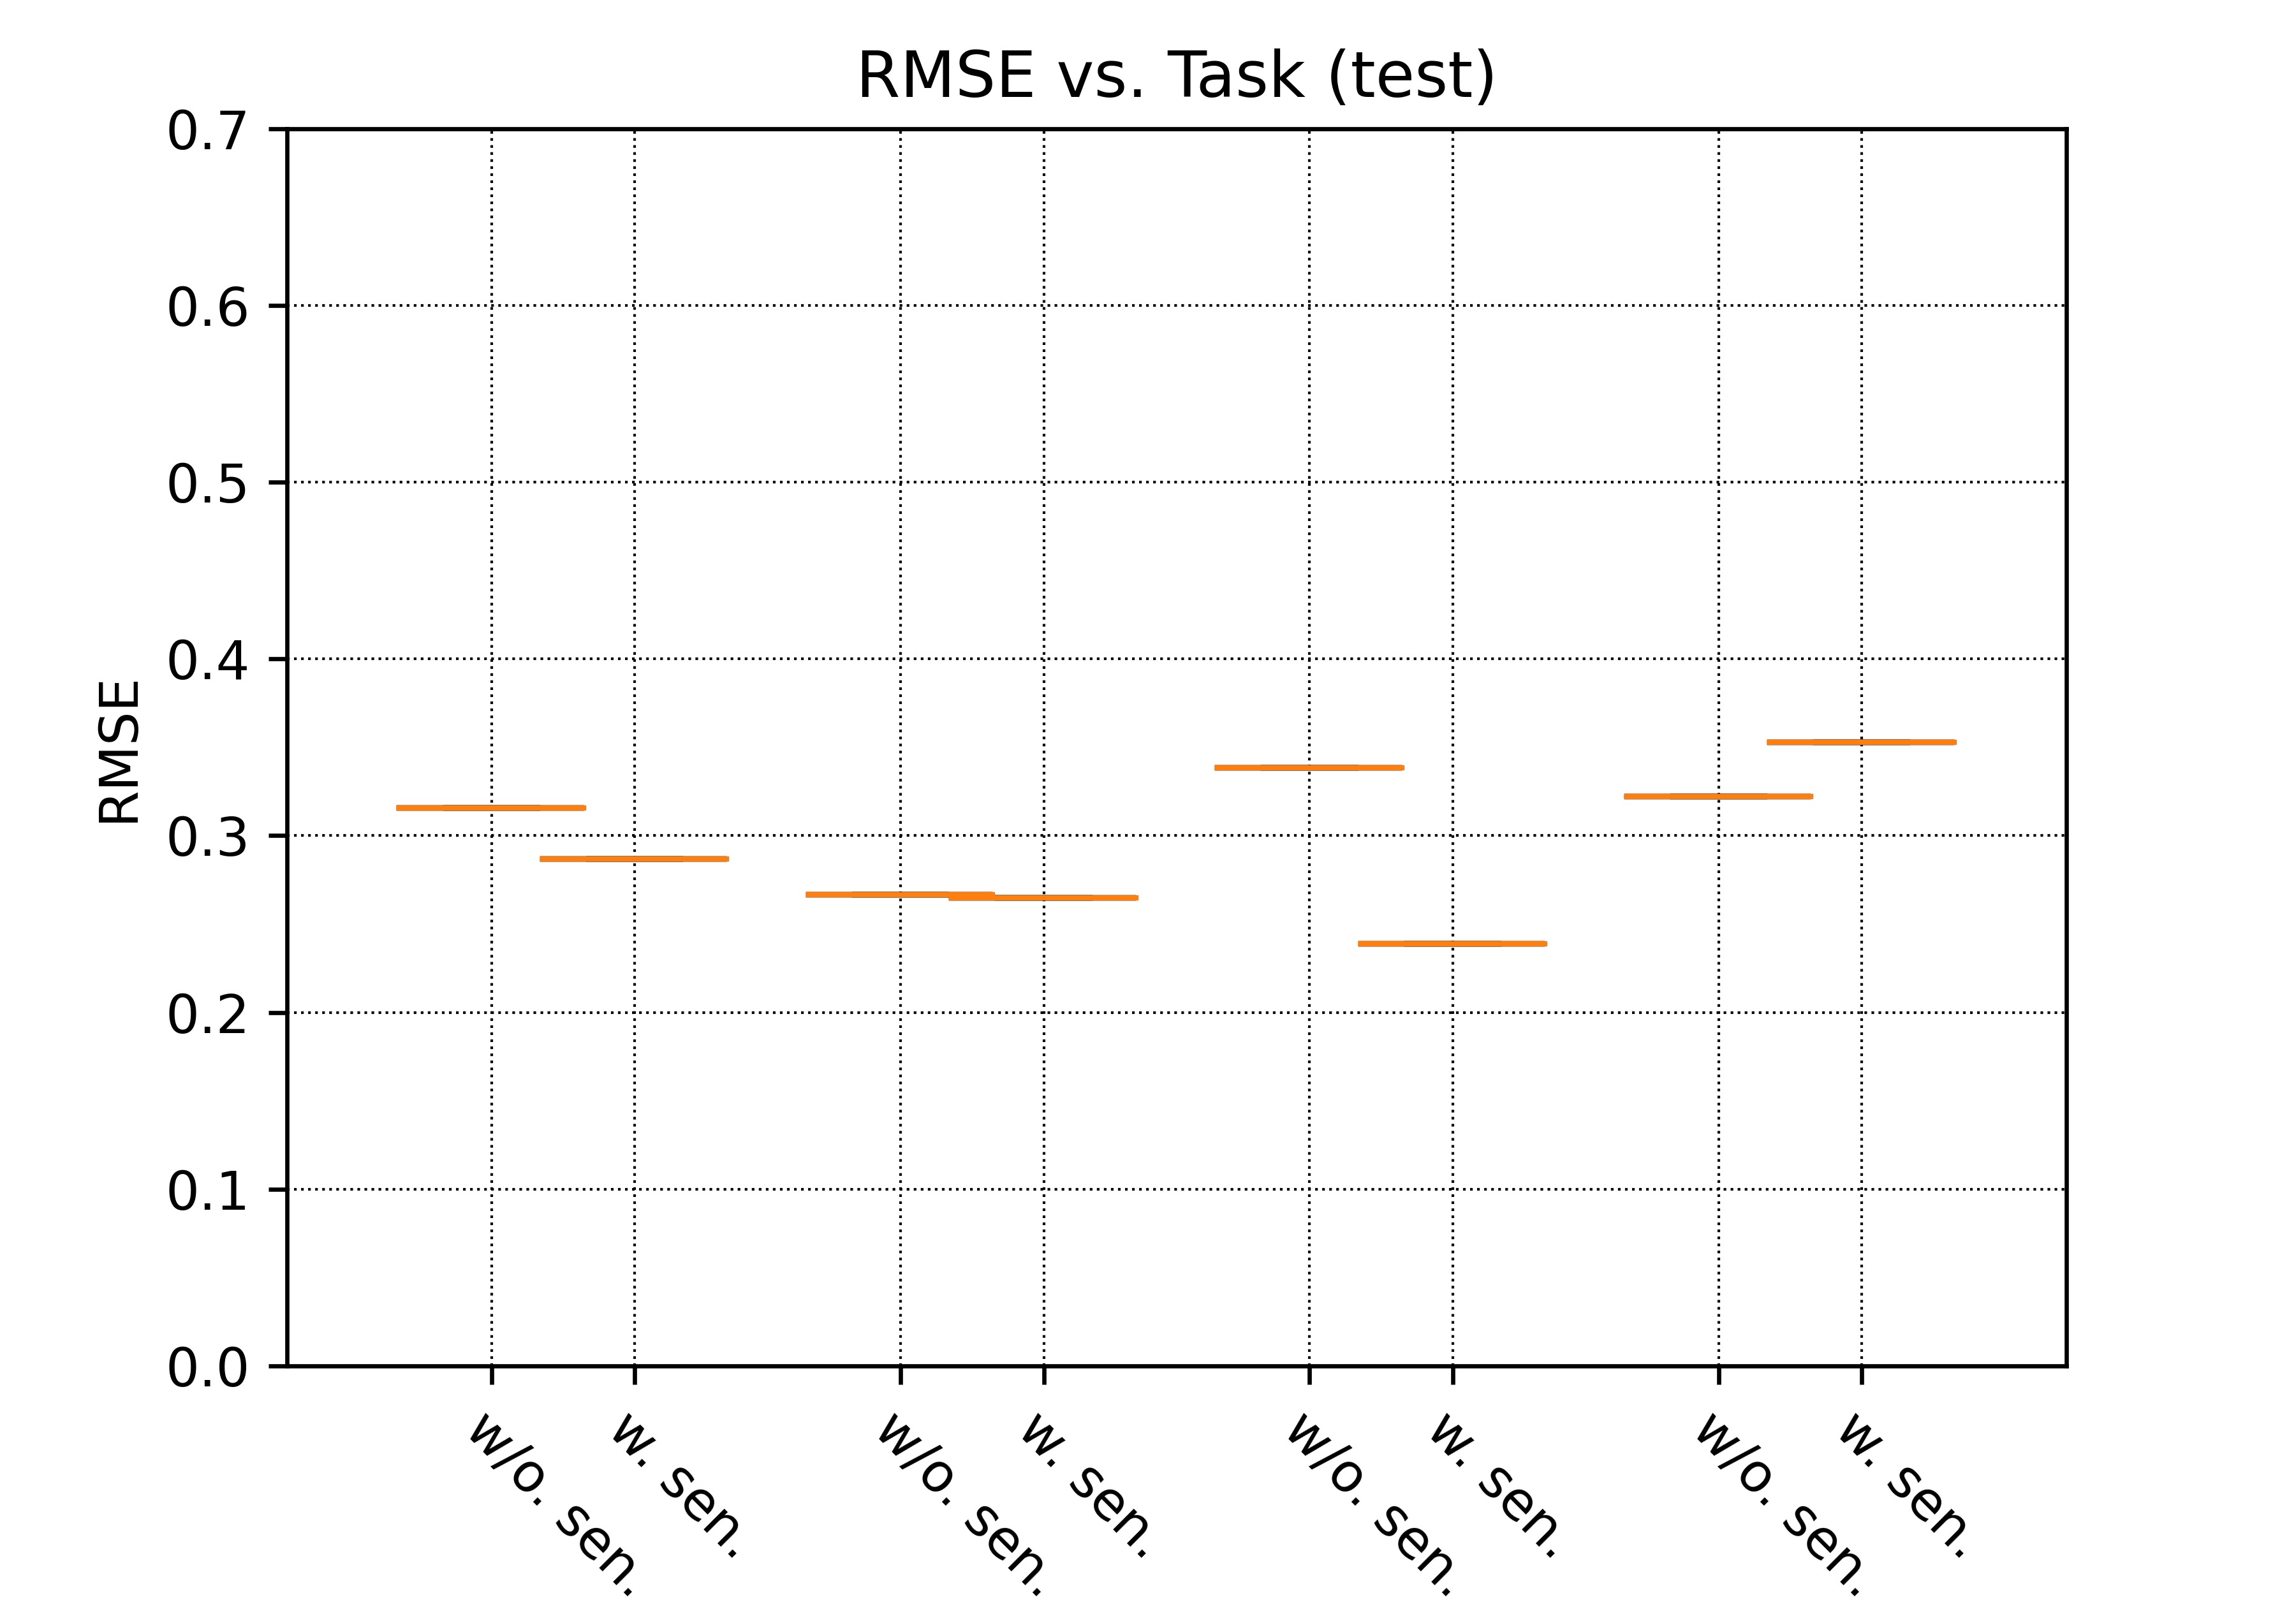 RMSE vs. Task (test)
0.7
0.6
0.5
0.4
0.3
0.2
0.1
0.0
RMSE
w/o. sen.
w. sen.
w/o. sen.
w. sen.
w/o. sen.
w. sen.
w/o. sen.
w. sen.